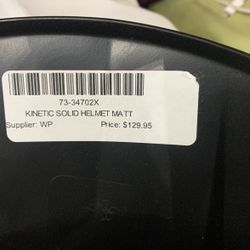 73-34702X
KINETIC SOLID HELMET MATT
Supplier: WP Price: $129.95